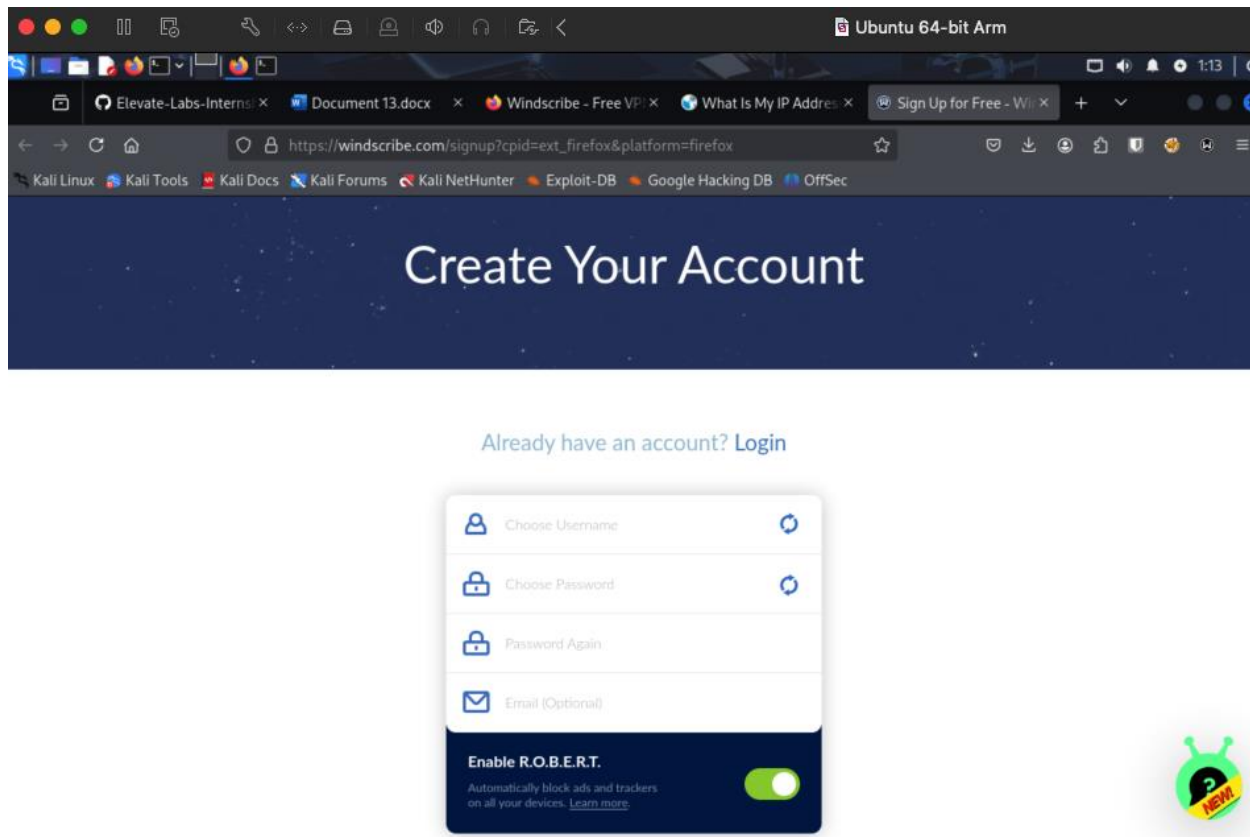 Ubuntu 64-bit Arm
1:13
Elevate-Labs-Interns
Document 13.docx
Windscribe – Free VP
What Is My IP Addres
Sign Up for Free - Wi
https://windscribe.com/signup?cpid=ext_firefox&platform=firefox
Kali Linux Kali Tools Kali Docs Kali Forums Kali NetHunter Exploit-DB Google Hacking DB OffSec
Create Your Account
Already have an account? Login
Choose Username
Choose Password
Password Again
Email (Optional)
Enable R.O.B.E.R.T.
Automatically block ads and trackers
on all your devices. Learn more.
?
NEW!